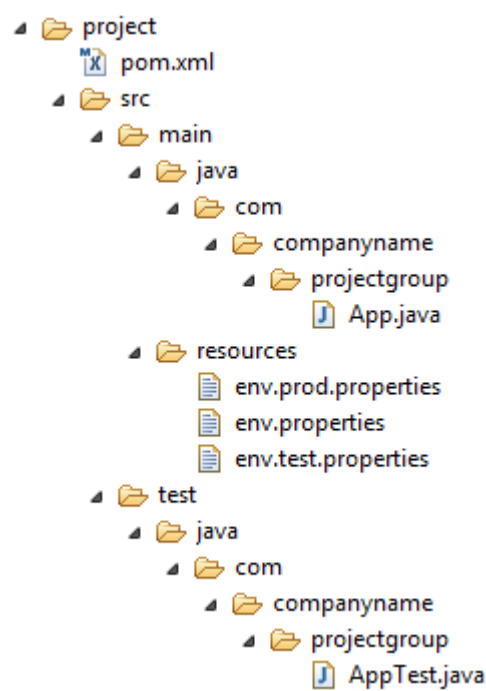 project
pom.xml
src
main
java
com
companyname
projectgroup
App.java
resources
env.prod.properties
env.properties
env.test.properties
test
java
com
companyname
projectgroup
AppTest.java